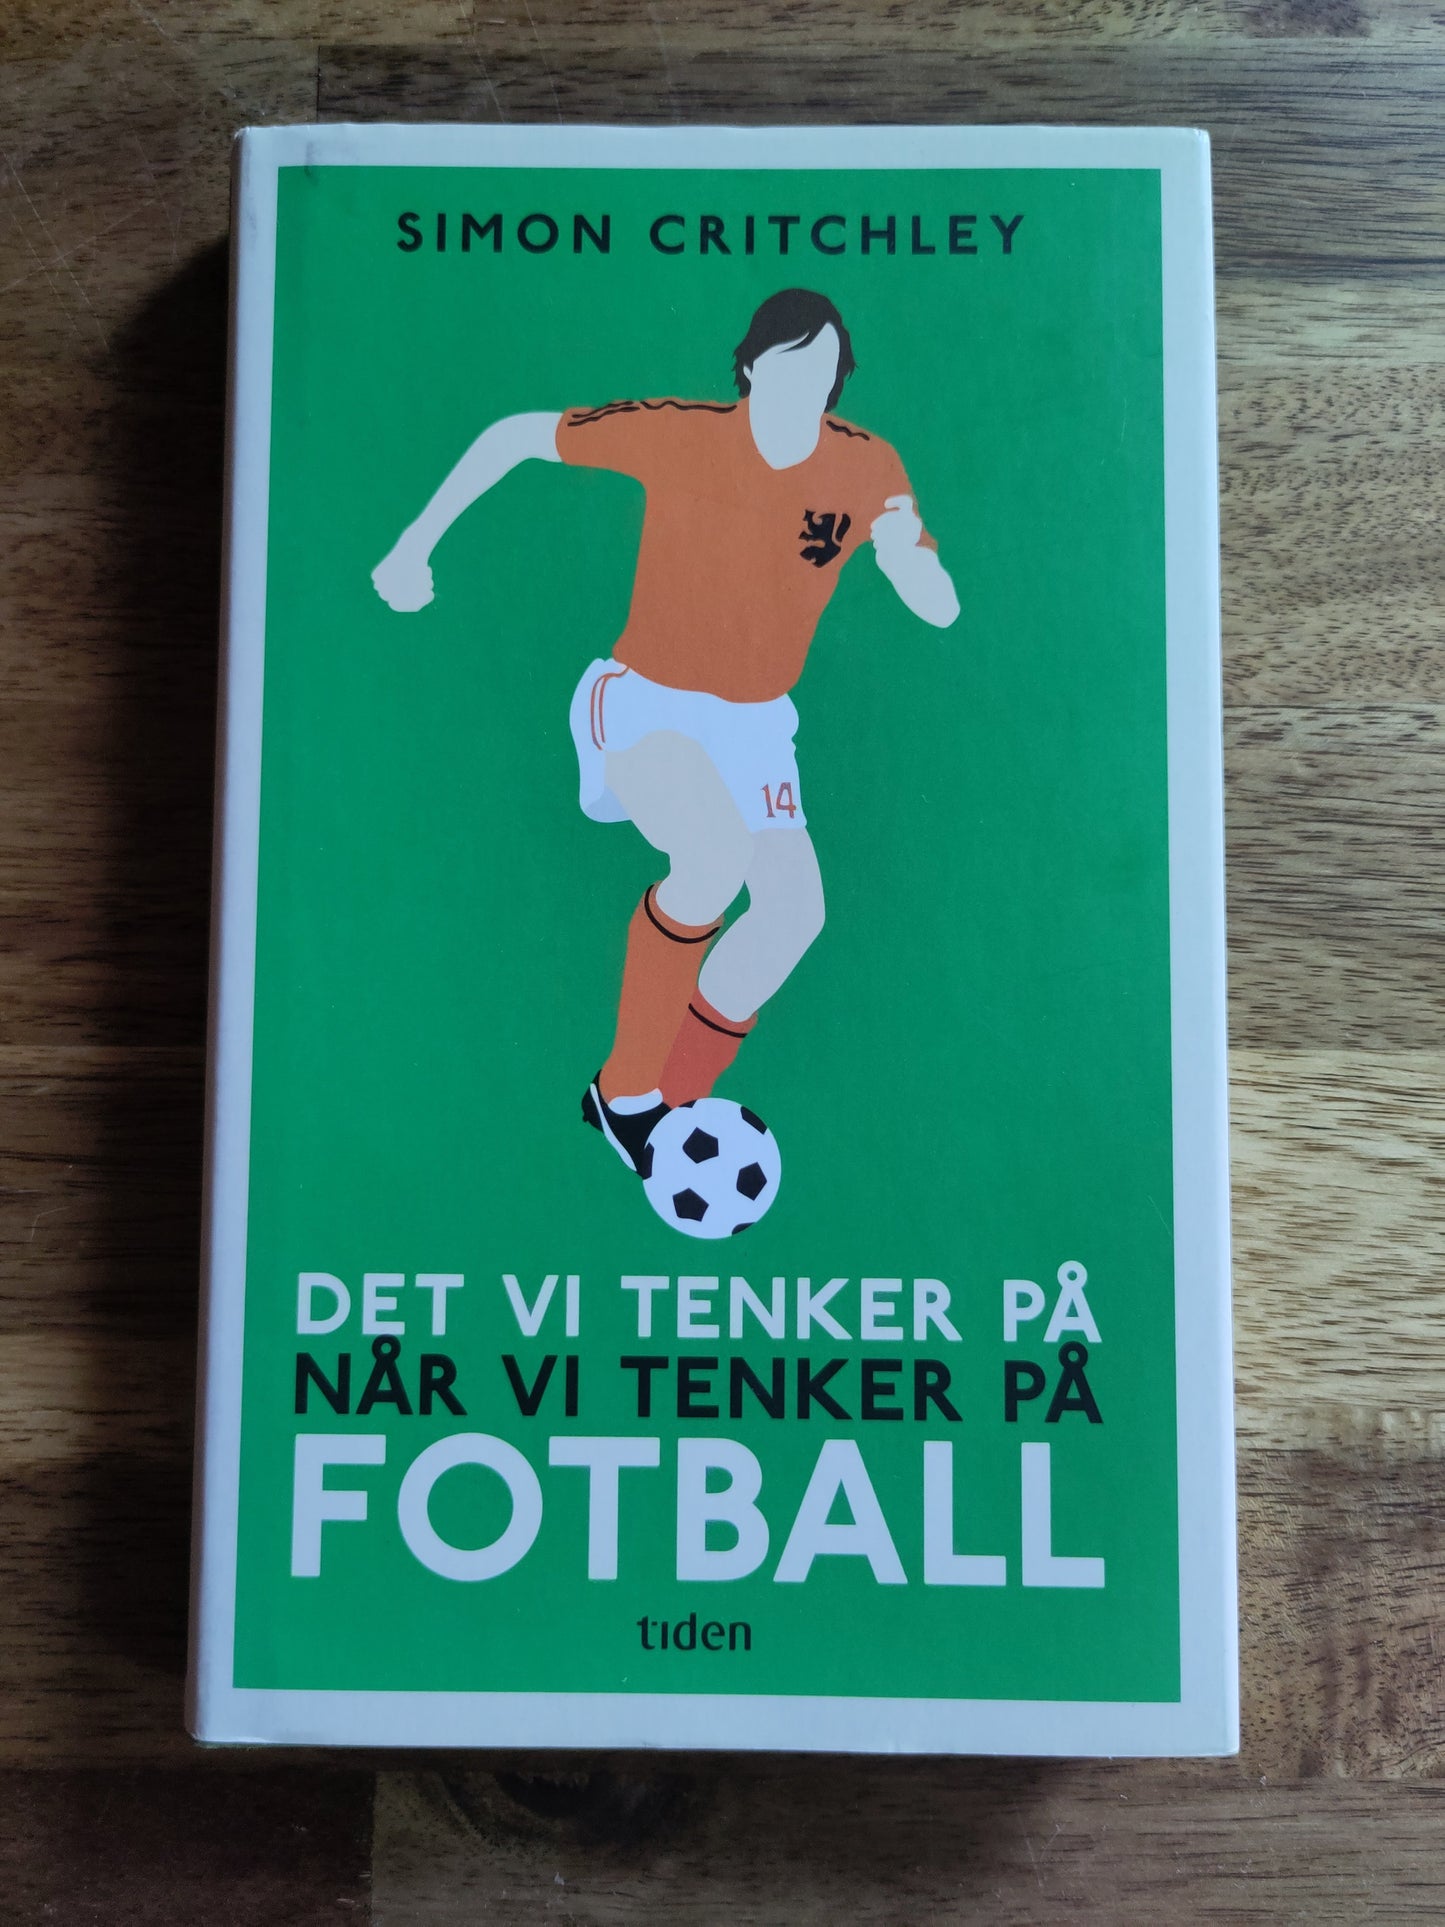 SIMON CRITCHLEY
14
DET VI TENKER PÅ
NÅR VI TENKER PÅ
FOTBALL
tiden